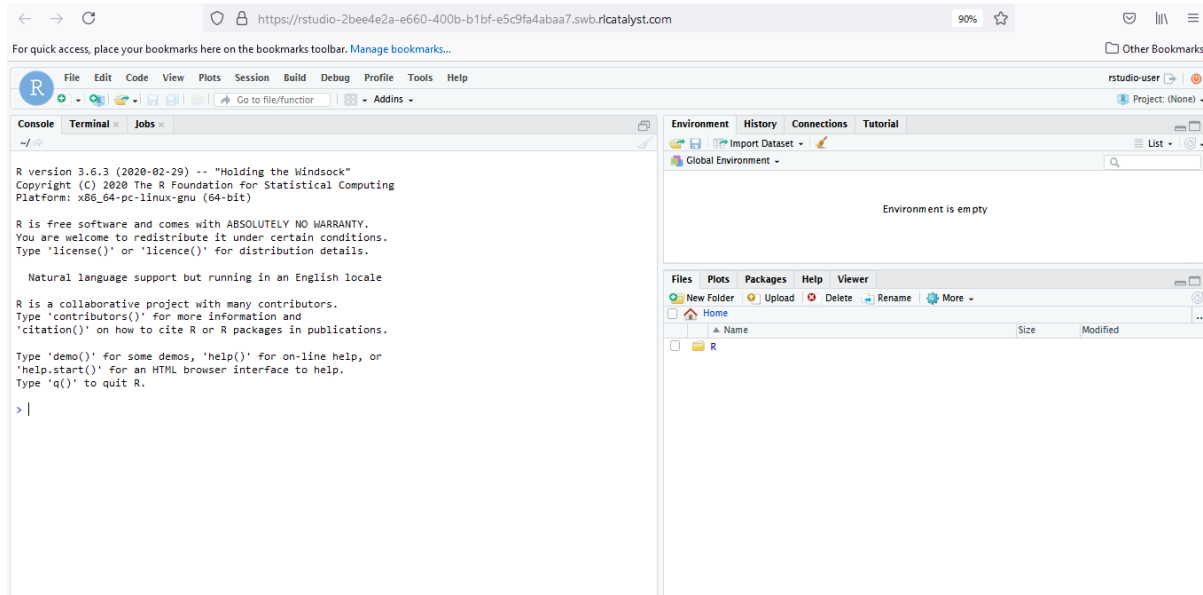 https://rstudio-2bee4e2a-e660-400b-b1bf-e5c9fa4abaa7.swb.rlcatalyst.com 90%
For quick access, place your bookmarks here on the bookmarks toolbar. Manage bookmarks... Other Bookmarks
R File Edit Code View Plots Session Build Debug Profile Tools Help rstudio-user
Go to file/function Addins Project: (None)
Console Terminal Jobs
~/
R version 3.6.3 (2020-02-29) -- "Holding the Windsock"
Copyright (C) 2020 The R Foundation for Statistical Computing
Platform: x86_64-pc-linux-gnu (64-bit)
R is free software and comes with ABSOLUTELY NO WARRANTY.
You are welcome to redistribute it under certain conditions.
Type 'license()' or 'licence()' for distribution details.
Natural language support but running in an English locale
R is a collaborative project with many contributors.
Type 'contributors()' for more information and
'citation()' on how to cite R or R packages in publications.
Type 'demo()' for some demos, 'help()' for on-line help, or
'help.start()' for an HTML browser interface to help.
Type 'q()' to quit R.
>
Environment History Connections Tutorial
Import Dataset List
Global Environment
Environment is empty
Files Plots Packages Help Viewer
New Folder Upload Delete Rename More
Home ..
Name Size Modified
R